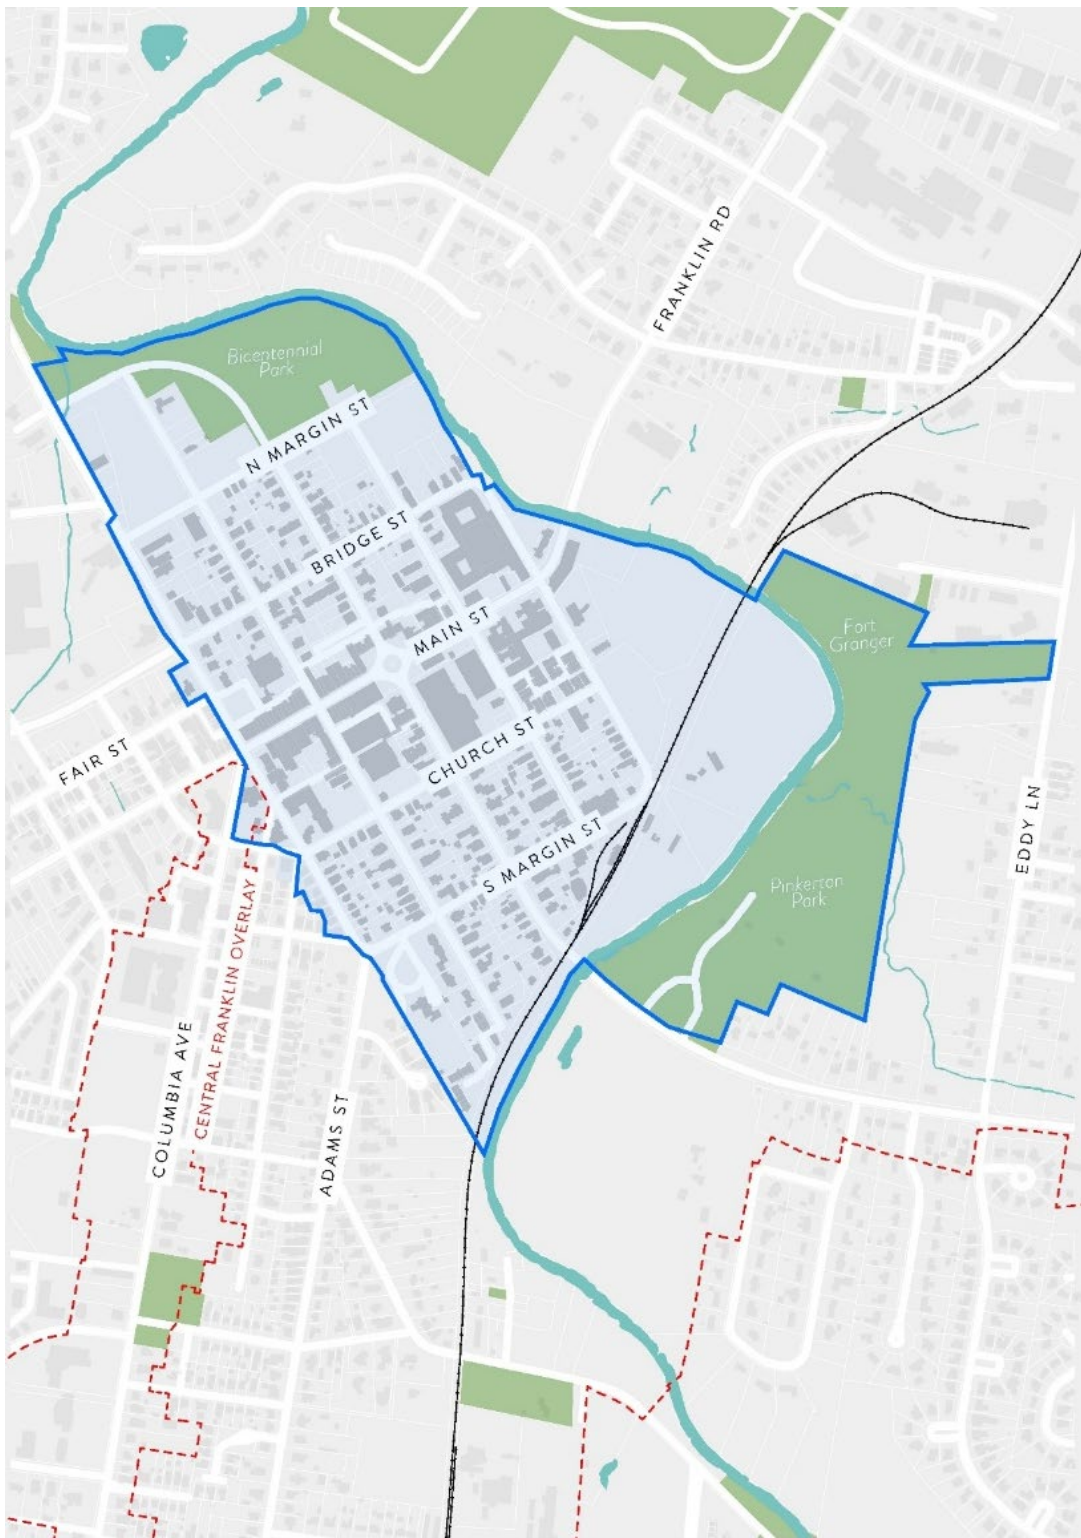 FRANKLIN RD
Bicentennial
Park
N MARGIN ST
BRIDGE ST
MAIN ST
Fort
Granger
CHURCH ST
FAIR ST
S MARGIN ST
EDDY LN
Pinkerton
Park
CENTRAL FRANKLIN OVERLAY
COLUMBIA AVE
ADAMS ST